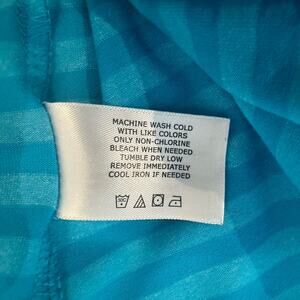 MACHINE WASH COLD
WITH LIKE COLORS
ONLY NON-CHLORINE
BLEACH WHEN NEEDED
TUMBLE DRY LOW
REMOVE IMMEDIATELY
COOL IRON IF NEEDED